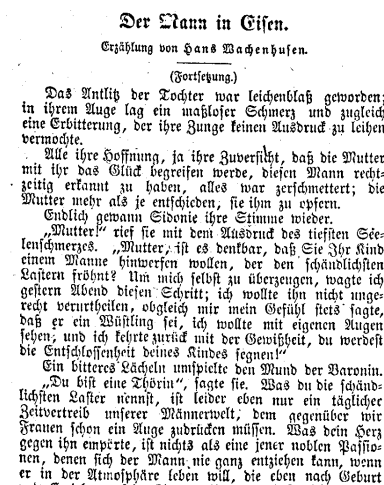 Der Mann in Eisen.
Erzählung von Hans Wachenhusen.
(Fortsetzung.)
Das Antlitz der Tochter war leichenblaß geworden;
in ihrem Auge lag ein maßloser Schmerz und zugleich
eine Erbitterung, der ihre Zunge keinen Ausdruck zu leihen
vermochte.
Alle ihre Hoffnung, ja ihre Zuversicht, daß die Mutter
mit ihr das Glück begreifen werde, diesen Mann recht-
zeitig erkannt zu haben, alles war zerschmettert; die
Mutter mehr als je entschieden, sie ihm zu opfern.
Endlich gewann Sidonie ihre Stimme wieder.
„Mutter!“ rief sie mit dem Ausdruck des tiefsten See-
lenschmerzes. „Mutter, ist es denkbar, daß Sie Ihr Kind
einem Manne hinwerfen wollen, der den schändlichsten
Lastern fröhnt? Um mich selbst zu überzeugen, wagte ich
gestern Abend diesen Schritt; ich wollte ihn nicht unge-
recht verurtheilen, obgleich mir mein Gefühl stets sagte,
daß er ein Wüstling sei, ich wollte mit eigenen Augen
sehen, und ich kehrte zurück mit der Gewißheit, du werdest
die Entschlossenheit deines Kindes segnen!“
Ein bitteres Lächeln umspielte den Mund der Baronin.
„Du bist eine Thörin“, sagte sie. Was du die schänd-
lichsten Laster nennst, ist leider eben nur ein täglicher
Zeitvertreib unserer Männerwelt, dem gegenüber wir
Frauen schon ein Auge zudrücken müssen. Was dein Herz
gegen ihn empörte, ist nichts als eine jener noblen Passio-
nen, denen sich der Mann nie ganz entziehen kann, wenn
er in der Atmosphäre leben will, die eben nach Geburt